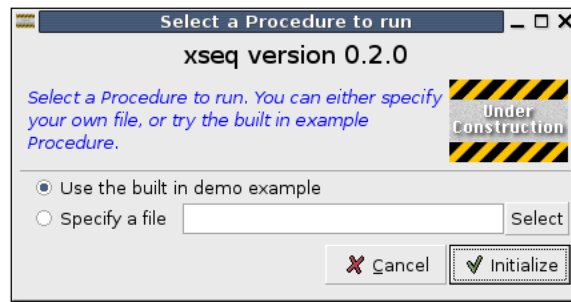 Select a Procedure to run
xseq version 0.2.0
Select a Procedure to run. You can either specify
your own file, or try the built in example
Procedure.
Under
Construction
Use the built in demo example
Specify a file
Select
Cancel
Initialize